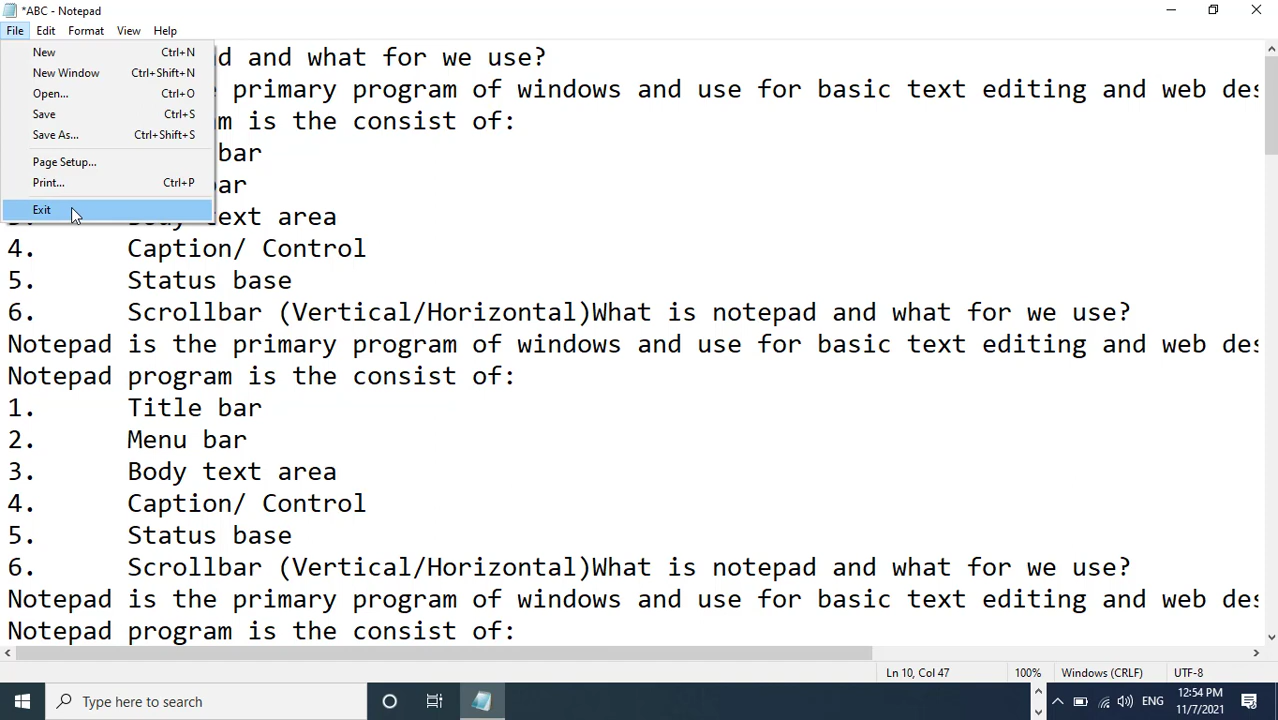 *ABC - Notepad
File Edit Format View Help
New Ctrl+N
New Window Ctrl+Shift+N
Open... Ctrl+O
Save Ctrl+S
Save As... Ctrl+Shift+S
Page Setup... 
Print... Ctrl+P
Exit
d and what for we use?
primary program of windows and use for basic text editing and web des
m is the consist of:
bar
bar
Body text area
4. Caption/ Control
5. Status base
6. Scrollbar (Vertical/Horizontal)What is notepad and what for we use?
Notepad is the primary program of windows and use for basic text editing and web des
Notepad program is the consist of:
1. Title bar
2. Menu bar
3. Body text area
4. Caption/ Control
5. Status base
6. Scrollbar (Vertical/Horizontal)What is notepad and what for we use?
Notepad is the primary program of windows and use for basic text editing and web des
Notepad program is the consist of:
Ln 10, Col 47 100% Windows (CRLF) UTF-8
Type here to search
ENG
12:54 PM
11/7/2021